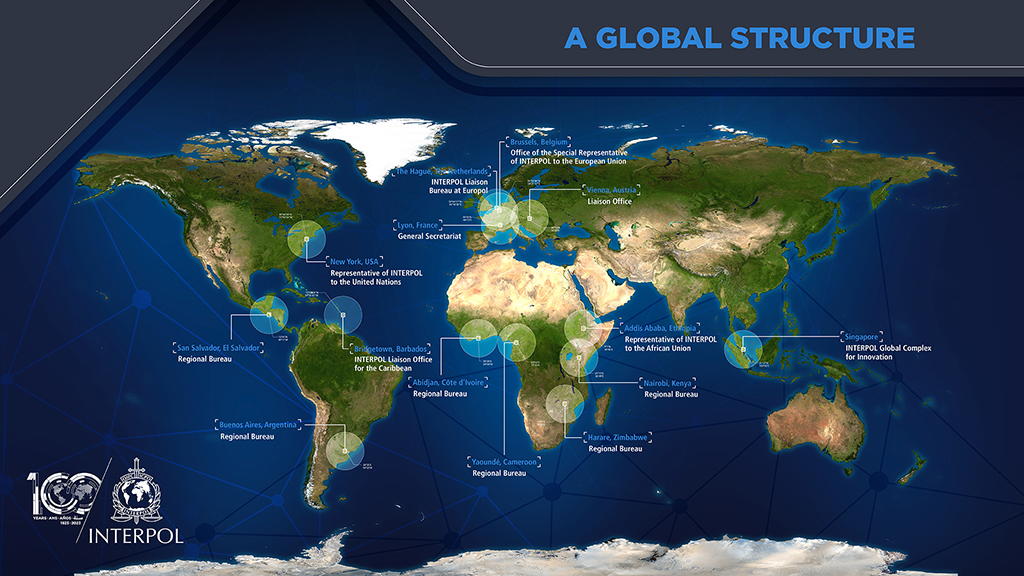 A GLOBAL STRUCTURE
Brussels, Belgium
Office of the Special Representative
of INTERPOL to the European Union
The Hague, Netherlands
INTERPOL Liaison
Bureau at Europol
Vienna, Austria
Liaison Office
Lyon, France
General Secretariat
New York, USA
Representative of INTERPOL
to the United Nations
San Salvador, El Salvador
Regional Bureau
Bridgetown, Barbados
INTERPOL Liaison Office
for the Caribbean
Abidjan, Côte d'Ivoire
Regional Bureau
Addis Ababa, Ethiopia
Representative of INTERPOL
to the African Union
Singapore
INTERPOL Global Complex
for Innovation
Nairobi, Kenya
Regional Bureau
Buenos Aires, Argentina
Regional Bureau
Harare, Zimbabwe
Regional Bureau
Yaoundé, Cameroon
Regional Bureau
100
YEARS · ANS · AÑOS
1923-2023
INTERPOL